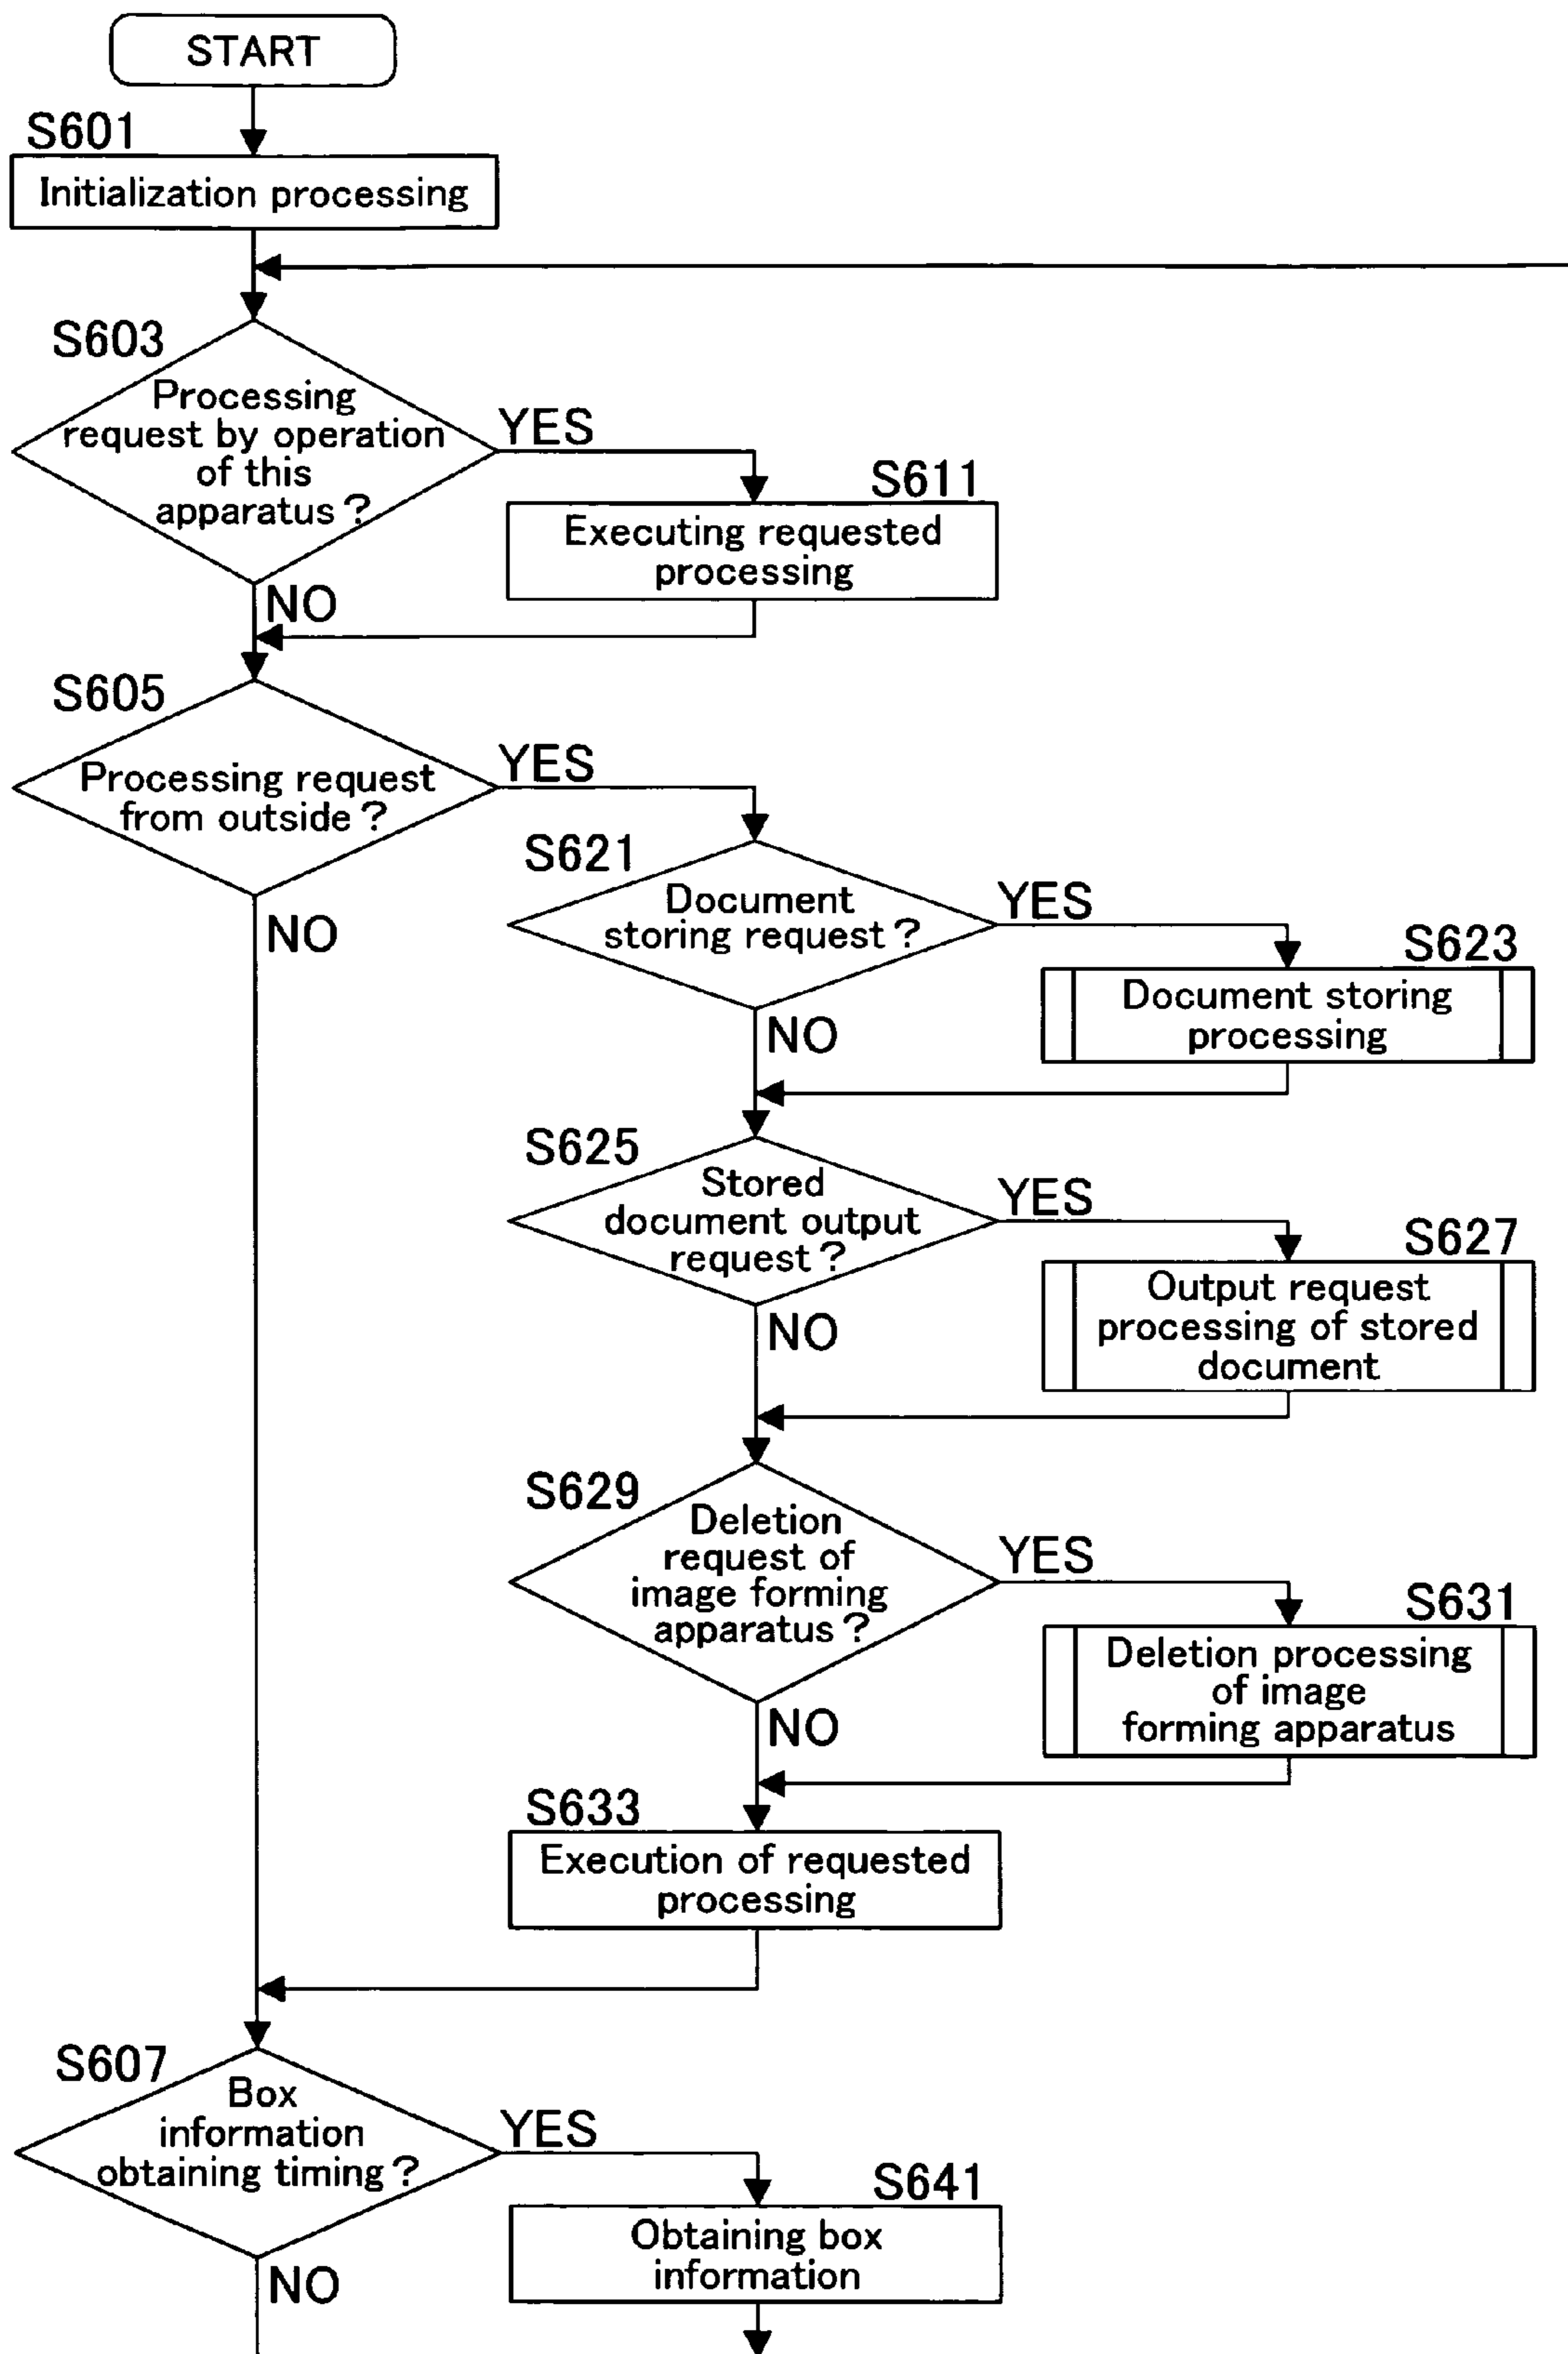 START
S601
Initialization processing
S603
Processing
request by operation
of this
apparatus?
YES
S611
Executing requested
processing
NO
S605
Processing request
from outside?
YES
S621
Document
storing request?
YES
S623
Document storing
processing
NO
NO
S625
Stored
document output
request?
YES
S627
Output request
processing of stored
document
NO
S629
Deletion
request of
image forming
apparatus?
YES
S631
Deletion processing
of image
forming apparatus
NO
S633
Execution of requested
processing
S607
Box
information
obtaining timing?
YES
S641
Obtaining box
information
NO